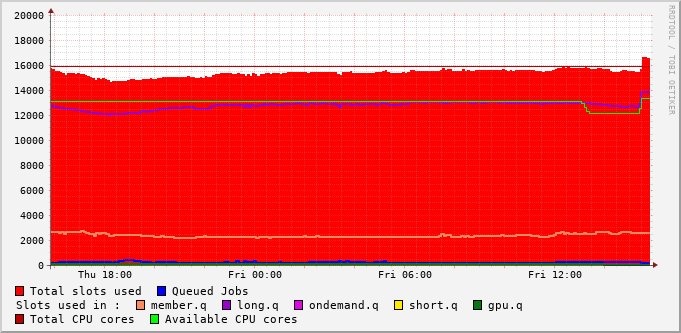 20000
18000
16000
14000
12000
10000
8000
6000
4000
2000
0
Thu 18:00 Fri 00:00 Fri 06:00 Fri 12:00
RRDTOOL / TOBI OETIKER
Total slots used Queued Jobs
Slots used in : member.q long.q ondemand.q short.q gpu.q
Total CPU cores Available CPU cores